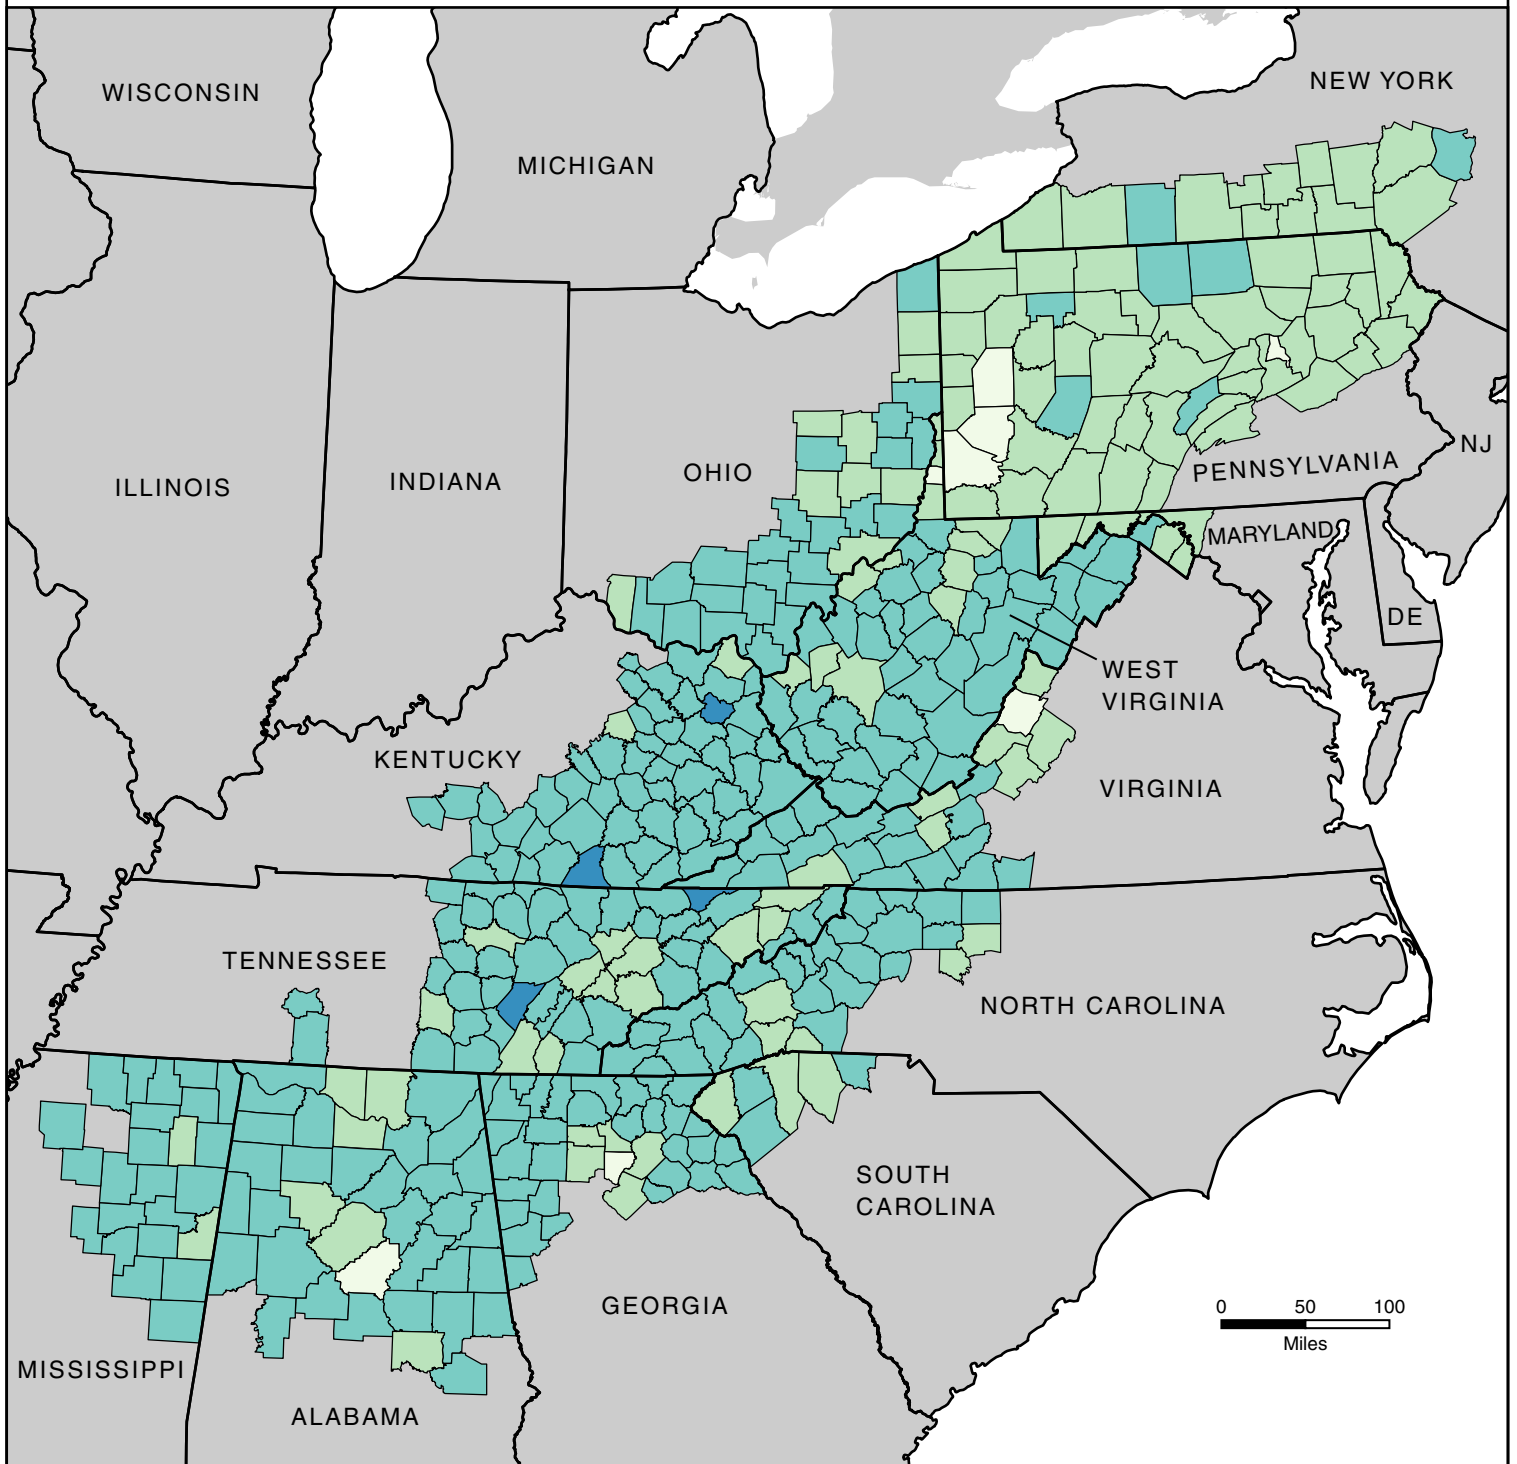 WISCONSIN
NEW YORK
MICHIGAN
ILLINOIS
INDIANA
OHIO
PENNSYLVANIA
NJ
MARYLAND
DE
WEST
VIRGINIA
KENTUCKY
VIRGINIA
TENNESSEE
NORTH CAROLINA
SOUTH
CAROLINA
GEORGIA
0 50 100
Miles
MISSISSIPPI
ALABAMA